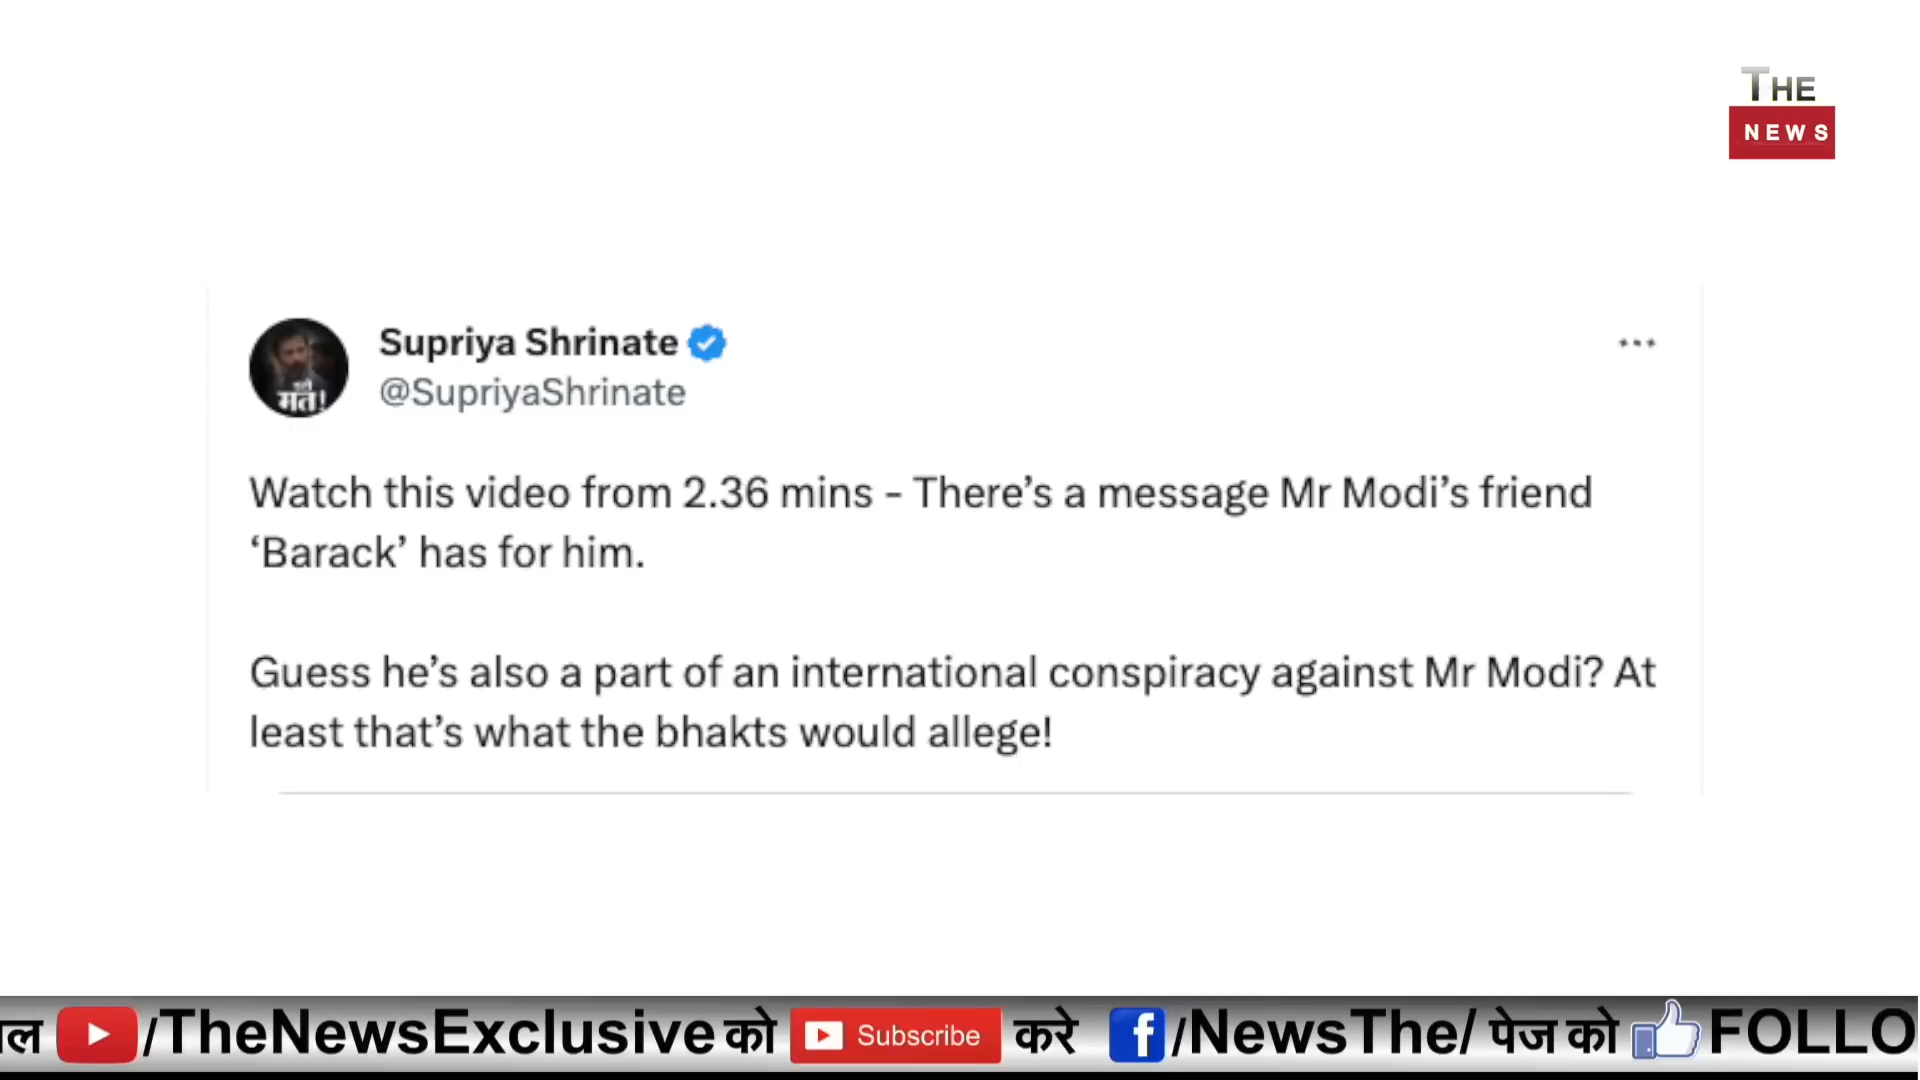 THE
NEWS
Supriya Shrinate
@SupriyaShrinate
मत!
Watch this video from 2.36 mins - There’s a message Mr Modi’s friend
‘Barack’ has for him.
Guess he’s also a part of an international conspiracy against Mr Modi? At
least that’s what the bhakts would allege!
/TheNewsExclusive को Subscribe करे f /NewsThe/ पेज को FOLLO